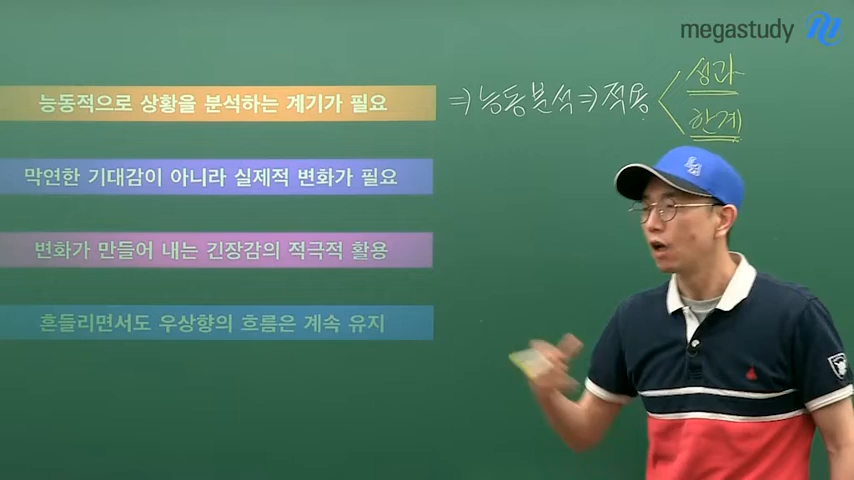 megastudy
능동적으로 상황을 분석하는 계기가 필요
⇒ 능동분석 ⇒ 적용 < 성과
한계
막연한 기대감이 아니라 실제적 변화가 필요
변화가 만들어 내는 긴장감의 적극적 활용
흔들리면서도 우상향의 흐름은 계속 유지